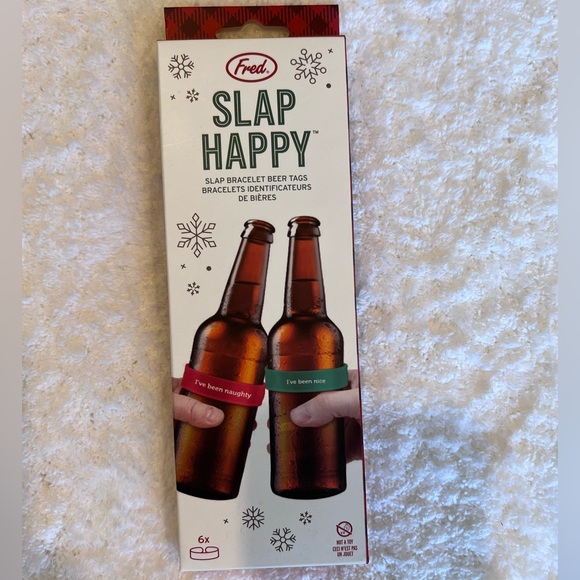 Fred.
SLAP
HAPPY™
SLAP BRACELET BEER TAGS
BRACELETS IDENTIFICATEURS
DE BIÈRES
I've been naughty
I've been nice
6x
NOT A TOY
CECI N'EST PAS
UN JOUET